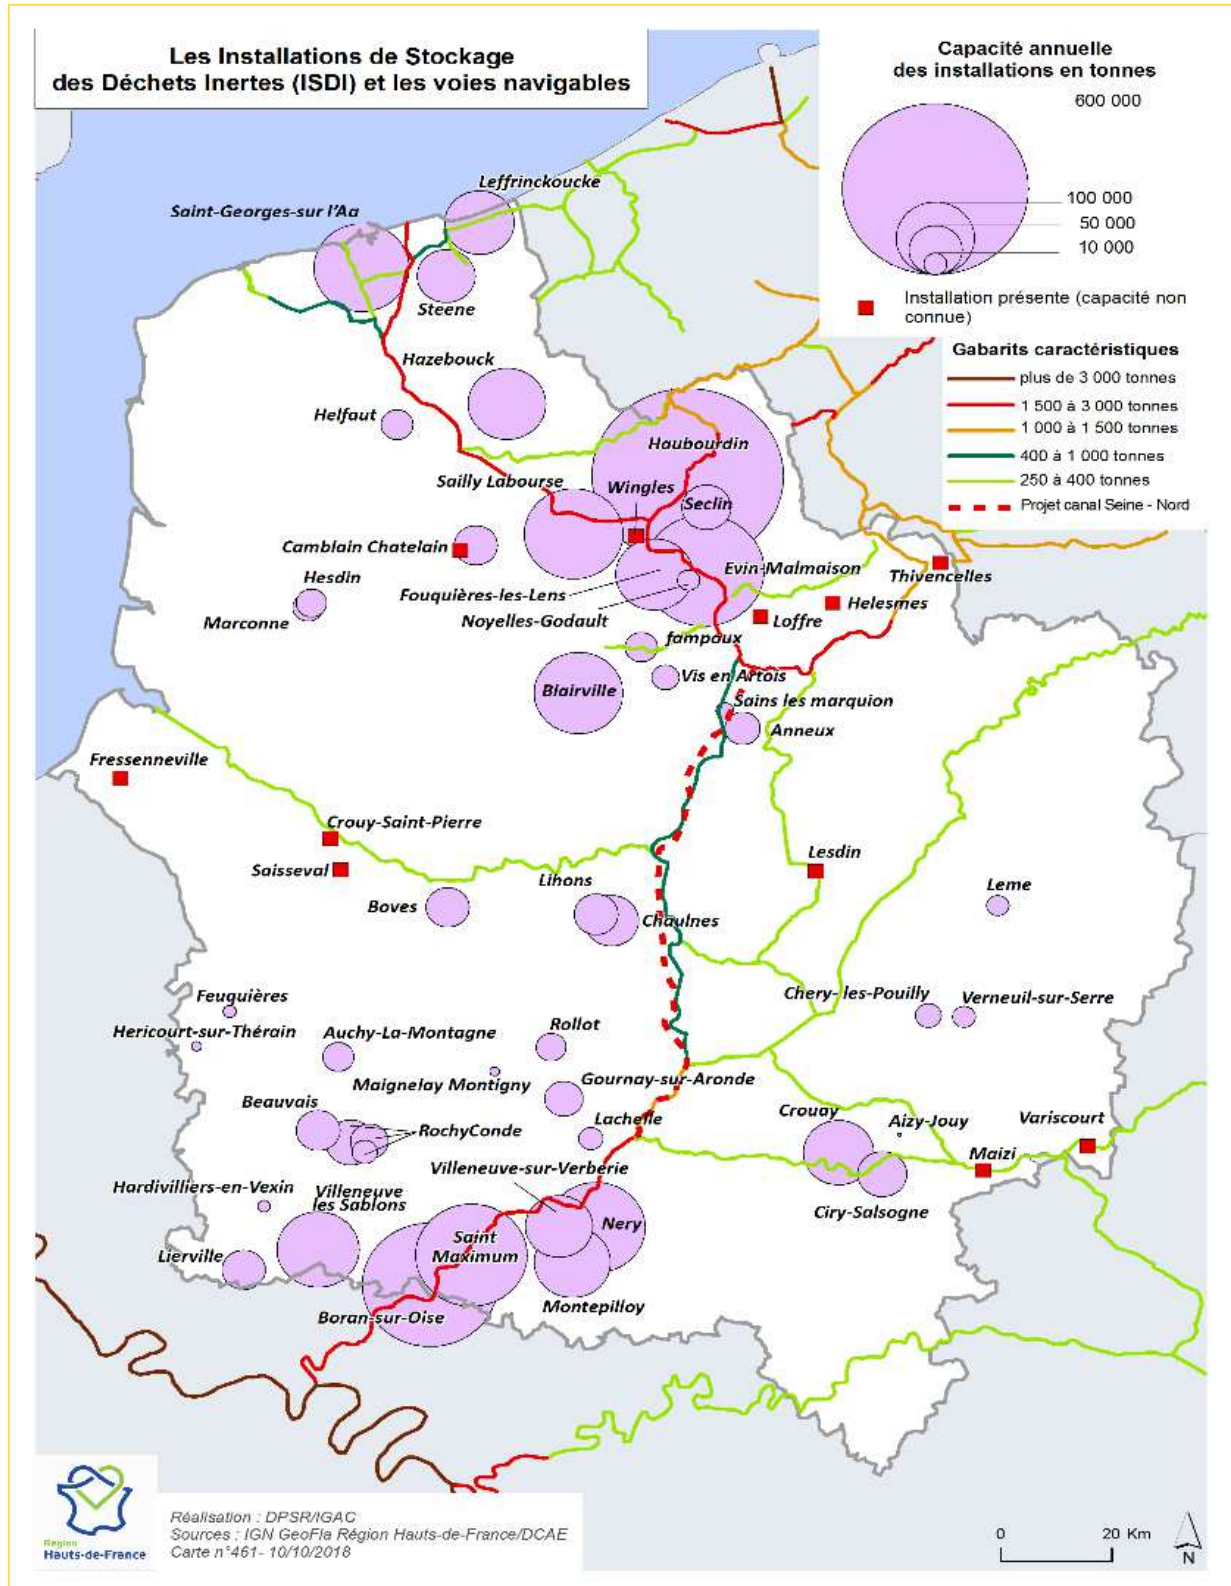 Les Installations de Stockage
des Déchets Inertes (ISDI) et les voies navigables
Capacité annuelle
des installations en tonnes
600 000
100 000
50 000
10 000
Installation présente (capacité non
connue)
Gabarits caractéristiques
plus de 3 000 tonnes
1 500 à 3 000 tonnes
1 000 à 1 500 tonnes
400 à 1 000 tonnes
250 à 400 tonnes
Projet canal Seine - Nord
Leffrinckoucke
Saint-Georges-sur l'Aa
Steene
Hazebouck
Helfaut
Haubourdin
Sailly Labourse
Wingles
Seclin
Camblain Chatelain
Evin-Malmaison
Thivencelles
Hesdin
Fouquières-les-Lens
Helesmes
Marconne
Noyelles-Godault
Loffre
fampoux
Vis en Artois
Blairville
Sains les marquion
Anneux
Fressenneville
Crouy-Saint-Pierre
Saisseval
Lesdin
Lihons
Leme
Boves
Chaulnes
Feuquières
Chery-les-Pouilly
Verneuil-sur-Serre
Hericourt-sur-Thérain
Auchy-La-Montagne
Rollot
Maignelay Montigny
Gournay-sur-Aronde
Beauvais
Lachelle
Crouay
Aizy-Jouy
Variscourt
RochyConde
Maizi
Villeneuve-sur-Verberie
Hardivilliers-en-Vexin
Villeneuve
les Sablons
Ciry-Salsogne
Nery
Saint
Maximum
Lierville
Montepilloy
Boran-sur-Oise
Région
Hauts-de-France
Réalisation : DPSR/IGAC
Sources : IGN GeoFla Région Hauts-de-France/DCAE
Carte n°461- 10/10/2018
0 20 Km
N